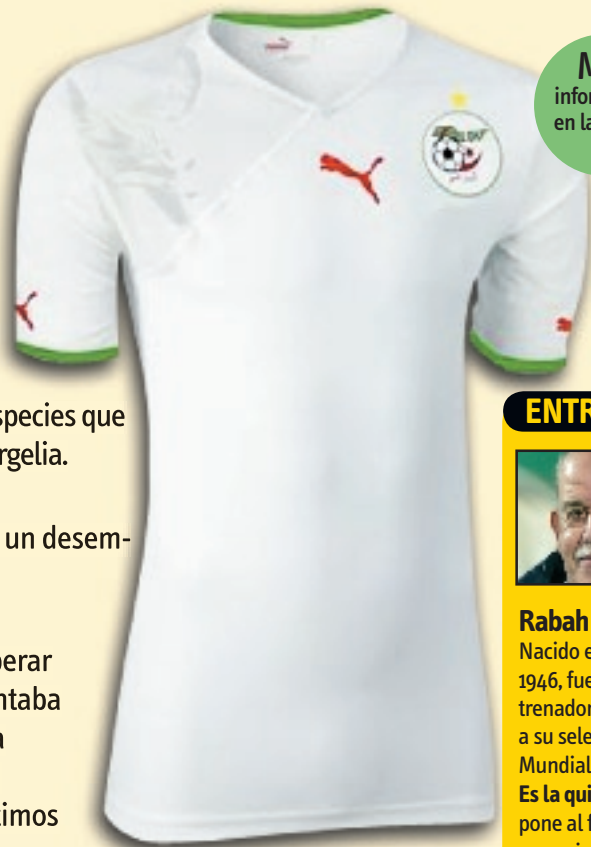 M
infor
en la
species que
rgelia.
un desem-
perar
ntaba
a
timos
ENTR
Rabah
Nacido e
1946, fue
trenador
a su sele
Mundial
Es la qui
pone al f